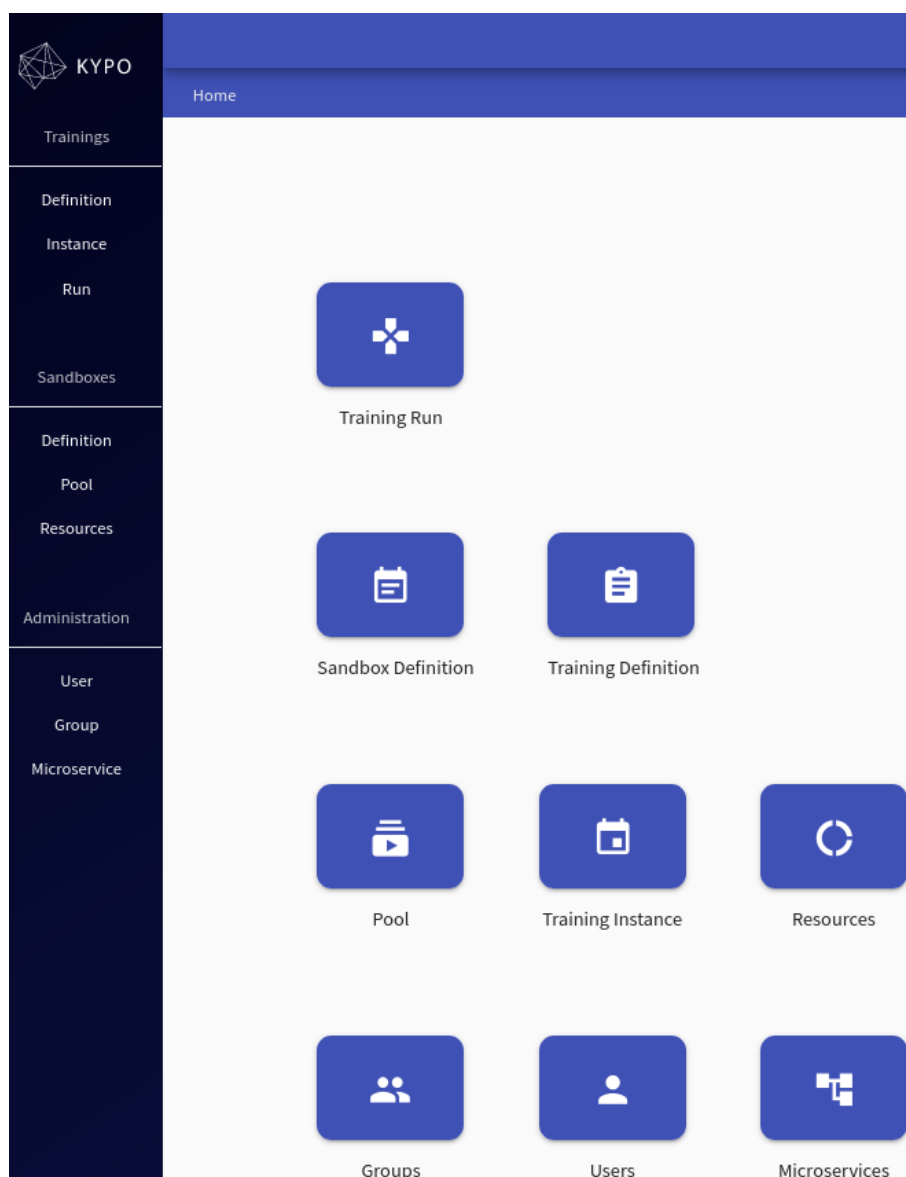 KYPO
Home
Trainings
Definition
Instance
Run
Sandboxes
Definition
Pool
Resources
Administration
User
Group
Microservice
Training Run
Sandbox Definition
Training Definition
Pool
Training Instance
Resources
Groups
Users
Microservices